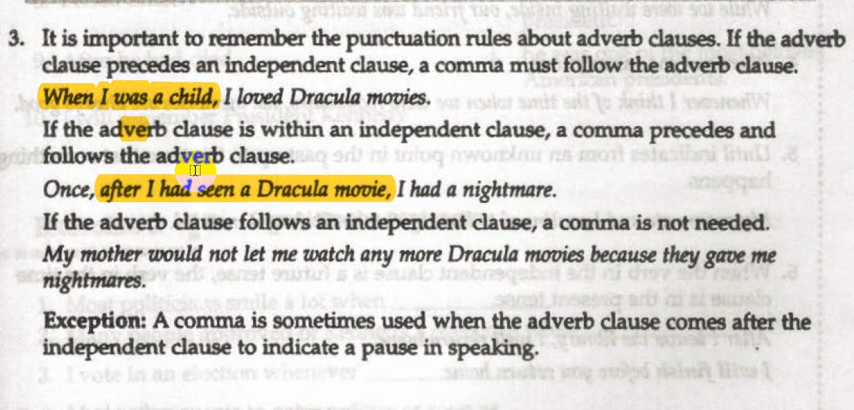 3. It is important to remember the punctuation rules about adverb clauses. If the adverb
clause precedes an independent clause, a comma must follow the adverb clause.
When I was a child, I loved Dracula movies.
If the adverb clause is within an independent clause, a comma precedes and
follows the adverb clause.
Once, after I had seen a Dracula movie, I had a nightmare.
If the adverb clause follows an independent clause, a comma is not needed.
My mother would not let me watch any more Dracula movies because they gave me
nightmares.
Exception: A comma is sometimes used when the adverb clause comes after the
independent clause to indicate a pause in speaking.